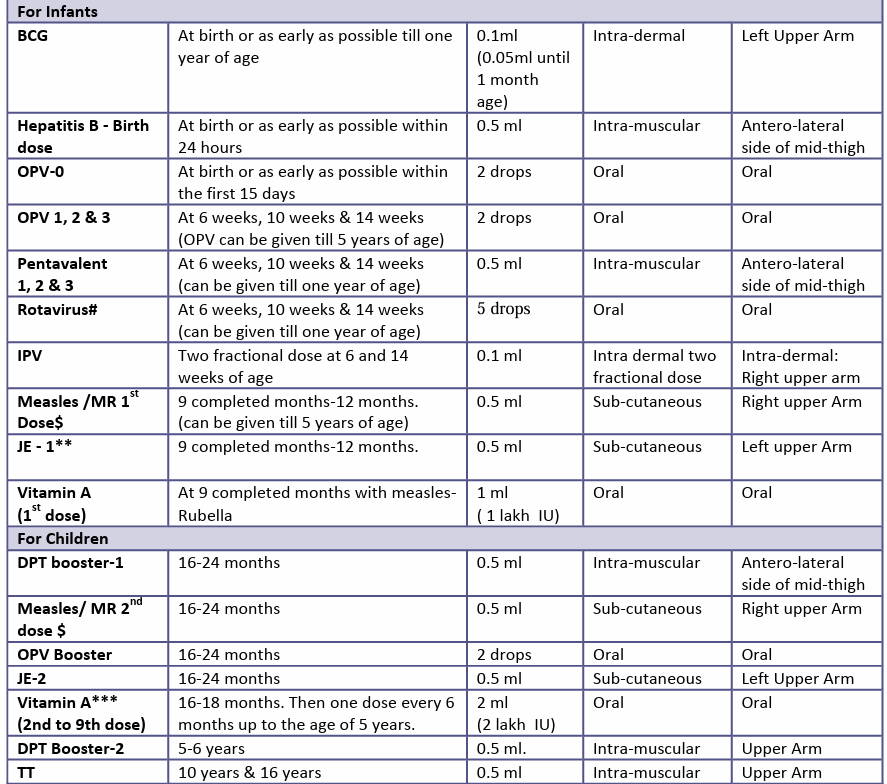 For Infants
BCG At birth or as early as possible till one 0.1ml Intra-dermal Left Upper Arm
year of age (0.05ml until
1 month
age)
Hepatitis B - Birth At birth or as early as possible within 0.5 ml Intra-muscular Antero-lateral
dose 24 hours side of mid-thigh
OPV-0 At birth or as early as possible within 2 drops Oral Oral
the first 15 days
OPV 1, 2 & 3 At 6 weeks, 10 weeks & 14 weeks 2 drops Oral Oral
(OPV can be given till 5 years of age)
Pentavalent At 6 weeks, 10 weeks & 14 weeks 0.5 ml Intra-muscular Antero-lateral
1, 2 & 3 (can be given till one year of age) side of mid-thigh
Rotavirus# At 6 weeks, 10 weeks & 14 weeks 5 drops Oral Oral
(can be given till one year of age)
IPV Two fractional dose at 6 and 14 0.1 ml Intra dermal two Intra-dermal:
weeks of age fractional dose Right upper arm
Measles /MR 1st 9 completed months-12 months. 0.5 ml Sub-cutaneous Right upper Arm
Dose$ (can be given till 5 years of age)
JE - 1** 9 completed months-12 months. 0.5 ml Sub-cutaneous Left upper Arm
Vitamin A At 9 completed months with measles- 1 ml Oral Oral
(1st dose) Rubella ( 1 lakh IU)
For Children
DPT booster-1 16-24 months 0.5 ml Intra-muscular Antero-lateral
side of mid-thigh
Measles/ MR 2nd 16-24 months 0.5 ml Sub-cutaneous Right upper Arm
dose $
OPV Booster 16-24 months 2 drops Oral Oral
JE-2 16-24 months 0.5 ml Sub-cutaneous Left Upper Arm
Vitamin A*** 16-18 months. Then one dose every 6 2 ml Oral Oral
(2nd to 9th dose) months up to the age of 5 years. (2 lakh IU)
DPT Booster-2 5-6 years 0.5 ml. Intra-muscular Upper Arm
TT 10 years & 16 years 0.5 ml Intra-muscular Upper Arm